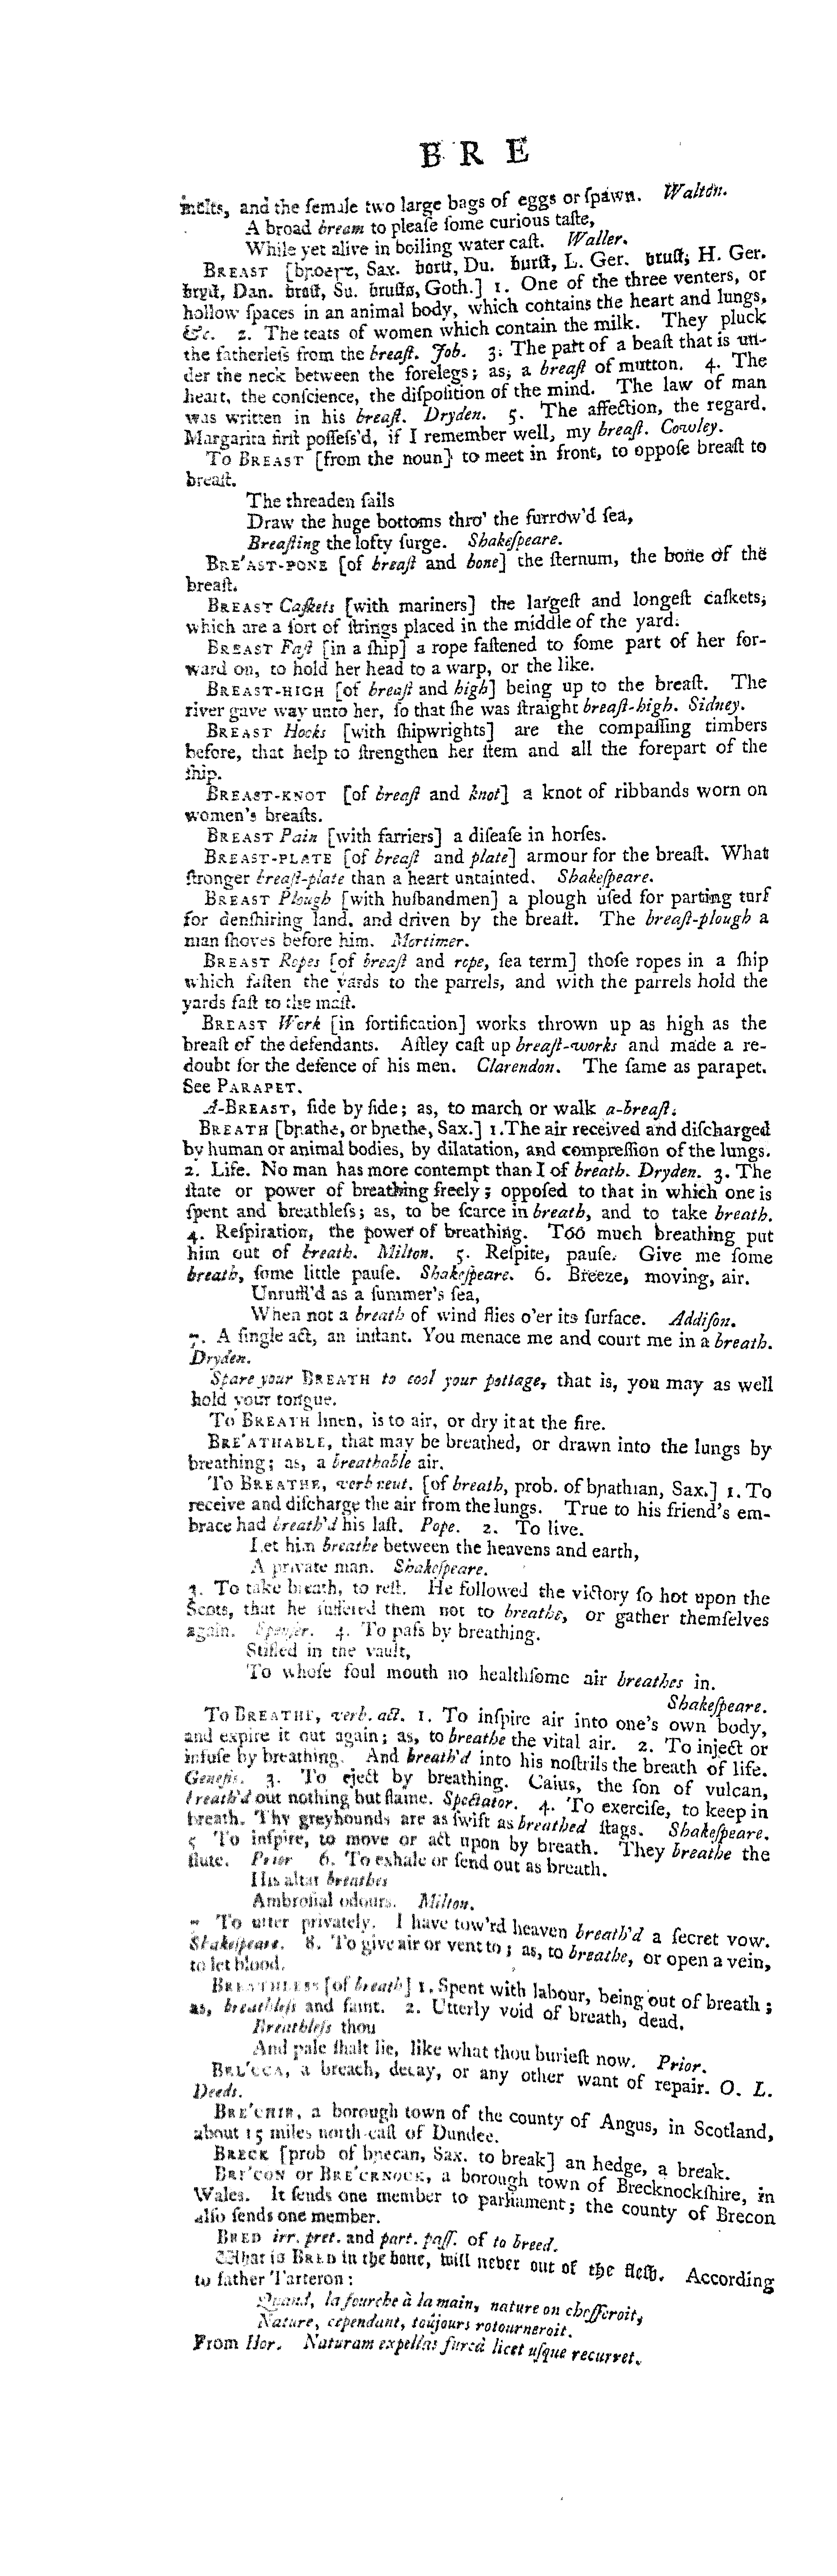 B R E
melts, and the female two large bags of eggs or ſpawn. Walton.
A broad bream to pleaſe ſome curious taſte,
While yet alive in boiling water caſt. Waller.
BREAST [bꞃoeꞅꞇ, Sax. borſt, Du. burſt, L. Ger. bruſt, H. Ger.
bryſt, Dan. broſt, Su. bruſts, Goth.] 1. One of the three venters, or
hollow ſpaces in an animal body, which contains the heart and lungs,
&c. 2. The teats of women which contain the milk. They pluck
the fatherleſs from the breaſt. Job. 3. The part of a beaſt that is un-
der the neck between the forelegs; as, a breaſt of mutton. 4. The
heart, the conſcience, the diſpoſition of the mind. The law of man
was written in his breaſt. Dryden. 5. The affection, the regard.
Margarita firſt poſſeſs'd, if I remember well, my breaſt. Cowley.
To BREAST [from the noun] to meet in front, to oppoſe breaſt to
breaſt.
The threaden ſails
Draw the huge bottoms thro' the furrow'd ſea,
Breaſting the lofty ſurge. Shakeſpeare.
BRE'AST-BONE [of breaſt and bone] the ſternum, the bone of the
breaſt.
BREAST Caſkets [with mariners] the largeſt and longeſt caſkets;
which are a ſort of ſtrings placed in the middle of the yard.
BREAST Faſt [in a ſhip] a rope faſtened to ſome part of her for-
ward on, to hold her head to a warp, or the like.
BREAST-HIGH [of breaſt and high] being up to the breaſt. The
river gave way unto her, ſo that ſhe was ſtraight breaſt-high. Sidney.
BREAST Hooks [with ſhipwrights] are the compaſſing timbers
before, that help to ſtrengthen her ſtem and all the forepart of the
ſhip.
BREAST-KNOT [of breaſt and knot] a knot of ribbands worn on
women's breaſts.
BREAST Pain [with farriers] a diſeaſe in horſes.
BREAST-PLATE [of breaſt and plate] armour for the breaſt. What
ſtronger breaſt-plate than a heart untainted. Shakeſpeare.
BREAST Plough [with huſbandmen] a plough uſed for parting turf
for denſhiring land, and driven by the breaſt. The breaſt-plough a
man ſhoves before him. Mortimer.
BREAST Ropes [of breaſt and rope, ſea term] thoſe ropes in a ſhip
which faſten the yards to the parrels, and with the parrels hold the
yards faſt to the maſt.
BREAST Work [in fortification] works thrown up as high as the
breaſt of the defendants. Aſtley caſt up breaſt-works and made a re-
doubt for the defence of his men. Clarendon. The ſame as parapet.
See PARAPET.
A-BREAST, ſide by ſide; as, to march or walk a-breaſt.
BREATH [bꞃathe, or bꞃethe, Sax.] 1. The air received and diſcharged
by human or animal bodies, by dilatation, and compreſſion of the lungs.
2. Life. No man has more contempt than I of breath. Dryden. 3. The
ſtate or power of breathing freely; oppoſed to that in which one is
ſpent and breathleſs; as, to be ſcarce in breath, and to take breath.
4. Reſpiration, the power of breathing. Too much breathing put
him out of breath. Milton. 5. Reſpite, pauſe. Give me ſome
breath, ſome little pauſe. Shakeſpeare. 6. Breeze, moving, air.
Unruffl'd as a ſummer's ſea,
When not a breath of wind flies o'er its ſurface. Addiſon.
7. A ſingle act, an inſtant. You menace me and court me in a breath.
Dryden.
Spare your BREATH to cool your pottage, that is, you may as well
hold your tongue.
To BREATH linen, is to air, or dry it at the fire.
BRE'ATHABLE, that may be breathed, or drawn into the lungs by
breathing; as, a breathable air.
To BREATHE, verb neut. [of breath, prob. of bꞃathian, Sax.] 1. To
receive and diſcharge the air from the lungs. True to his friend's em-
brace had breath'd his laſt. Pope. 2. To live.
Let him breathe between the heavens and earth,
A private man. Shakeſpeare.
3. To take breath, to reſt. He followed the victory ſo hot upon the
Scots, that he ſuffered them not to breathe, or gather themſelves
again. Spenſer. 4. To paſs by breathing.
Stifled in the vault,
To whoſe foul mouth no healthſome air breathes in.
Shakeſpeare.
To BREATHE, verb. act. 1. To inſpire air into one's own body,
and expire it out again; as, to breathe the vital air. 2. To inject or
infuſe by breathing. And breath'd into his noſtrils the breath of life.
Geneſis. 3. To eject by breathing. Caius, the ſon of vulcan,
breath'd out nothing but flame. Spectator. 4. To exerciſe, to keep in
breath. Thy greyhounds are as ſwift as breathed ſtags. Shakeſpeare.
5 To inſpire, to move or act upon by breath. They breathe the
flute. Prior 6. To exhale or ſend out as breath.
His altar breathes
Ambroſial odours. Milton.
7 To utter privately. I have tow'rd heaven breath'd a ſecret vow.
Shakeſpeare. 8. To give air or vent to; as, to breathe, or open a vein,
to let blood.
BREATHLESS [of breath] 1. Spent with labour, being out of breath;
as, breathleſs and faint. 2. Utterly void of breath, dead.
Breathleſs thou
And pale ſhalt lie, like what thou burieſt now. Prior.
BRE'CCA, a breach, decay, or any other want of repair. O. L.
Deeds.
BRE'CHIN, a borough town of the county of Angus, in Scotland,
about 15 miles north-eaſt of Dundee.
BRECK [prob of bꞃecan, Sax. to break] an hedge, a break.
BRE'CON or BRE'CKNOCK, a borough town of Brecknockſhire, in
Wales. It ſends one member to parliament; the county of Brecon
alſo ſends one member.
BRED irr. pret. and part. paſſ. of to breed.
What is BRED in the bone, will never out of the fleſh. According
to father Tarteron:
Quand, la fourche à la main, nature on chaſſeroit,
Nature, cependant, toûjours rotourneroit.
From Hor. Naturam expellas furcâ licet uſque recurret.